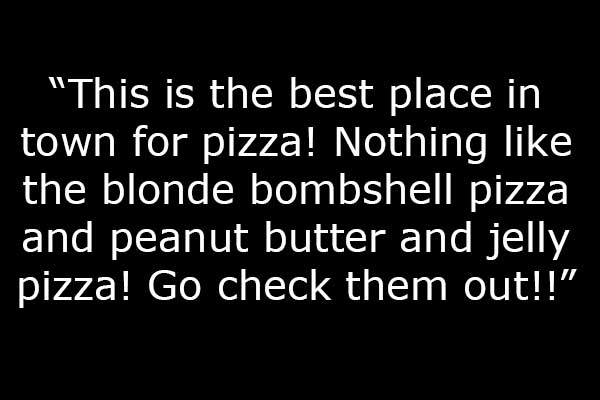 “This is the best place in
town for pizza! Nothing like
the blonde bombshell pizza
and peanut butter and jelly
pizza! Go check them out!!”